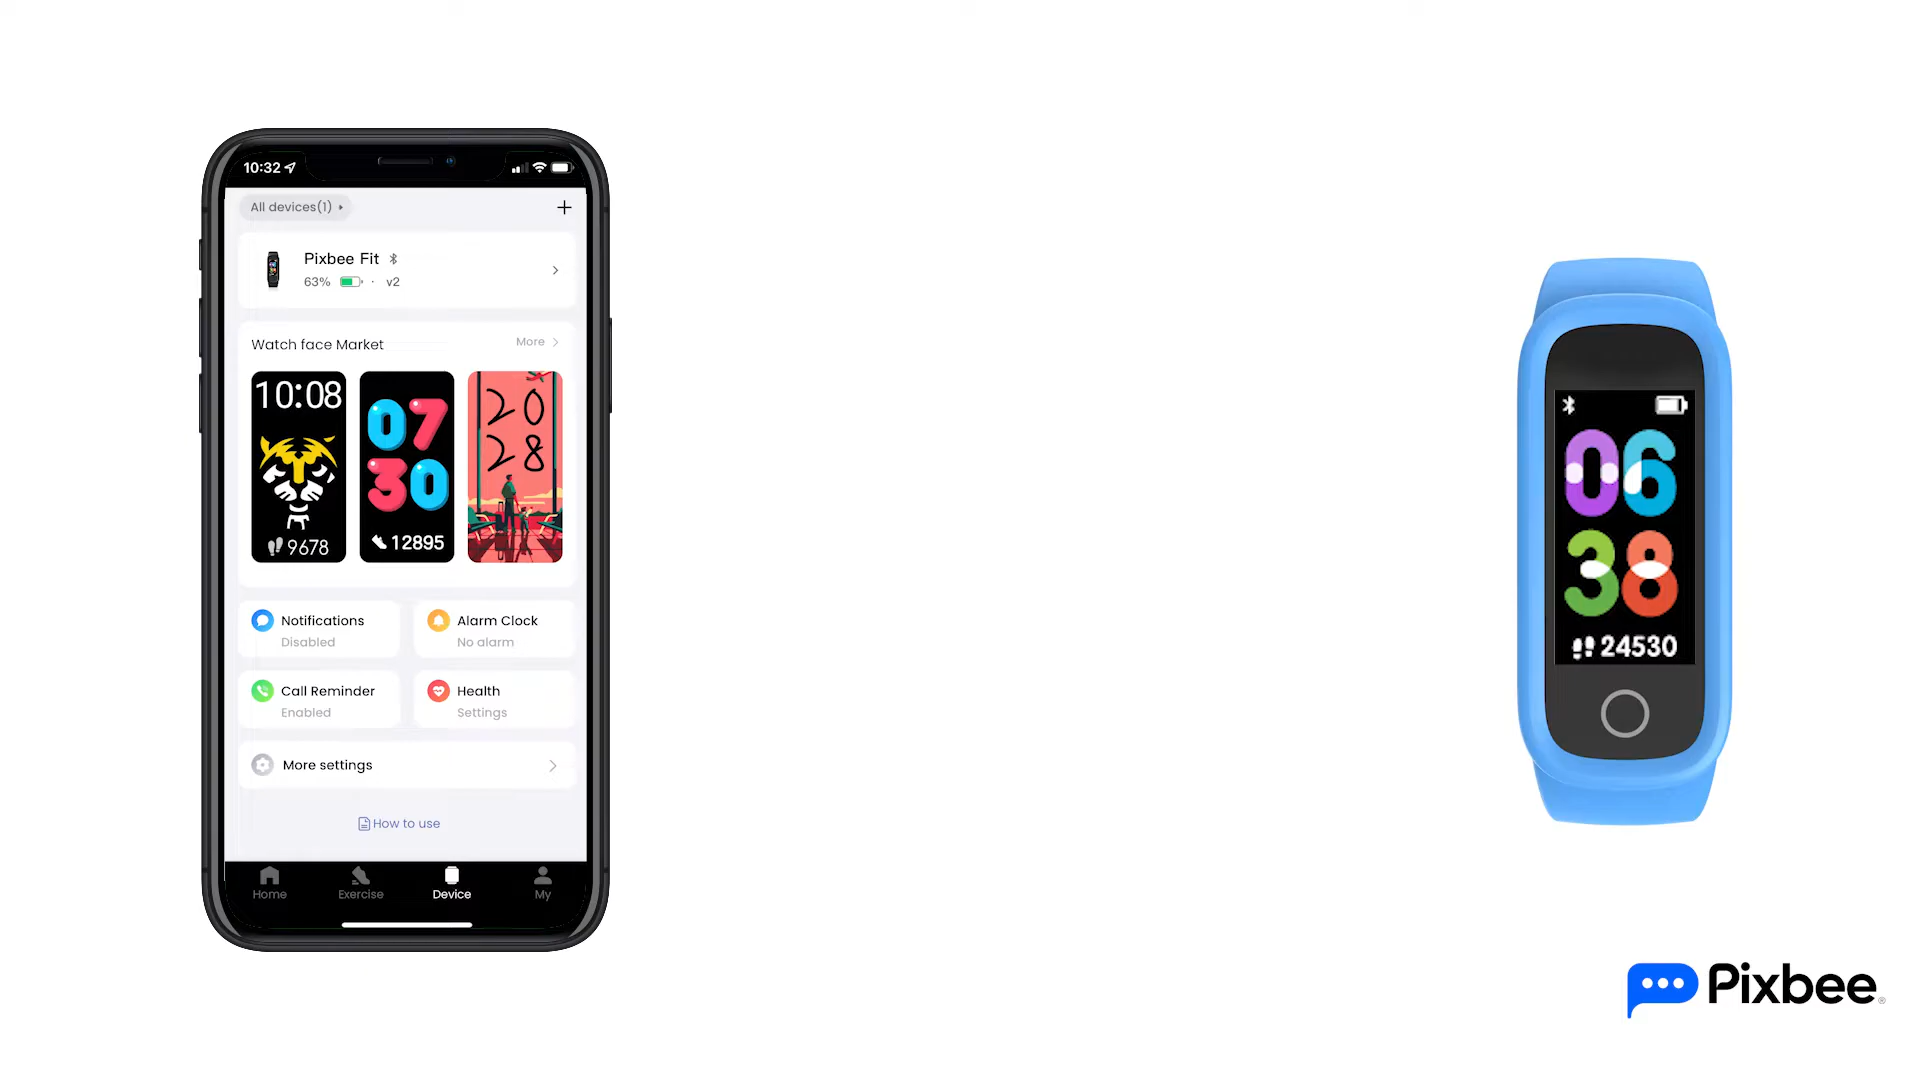 10:32
All devices(1)
Pixbee Fit
63% · v2
Watch face Market
More
10:08
9678
07
30
12895
20
28
Notifications
Disabled
Alarm Clock
No alarm
Call Reminder
Enabled
Health
Settings
More settings
How to use
Home
Exercise
Device
My
06
38
24530
Pixbee®